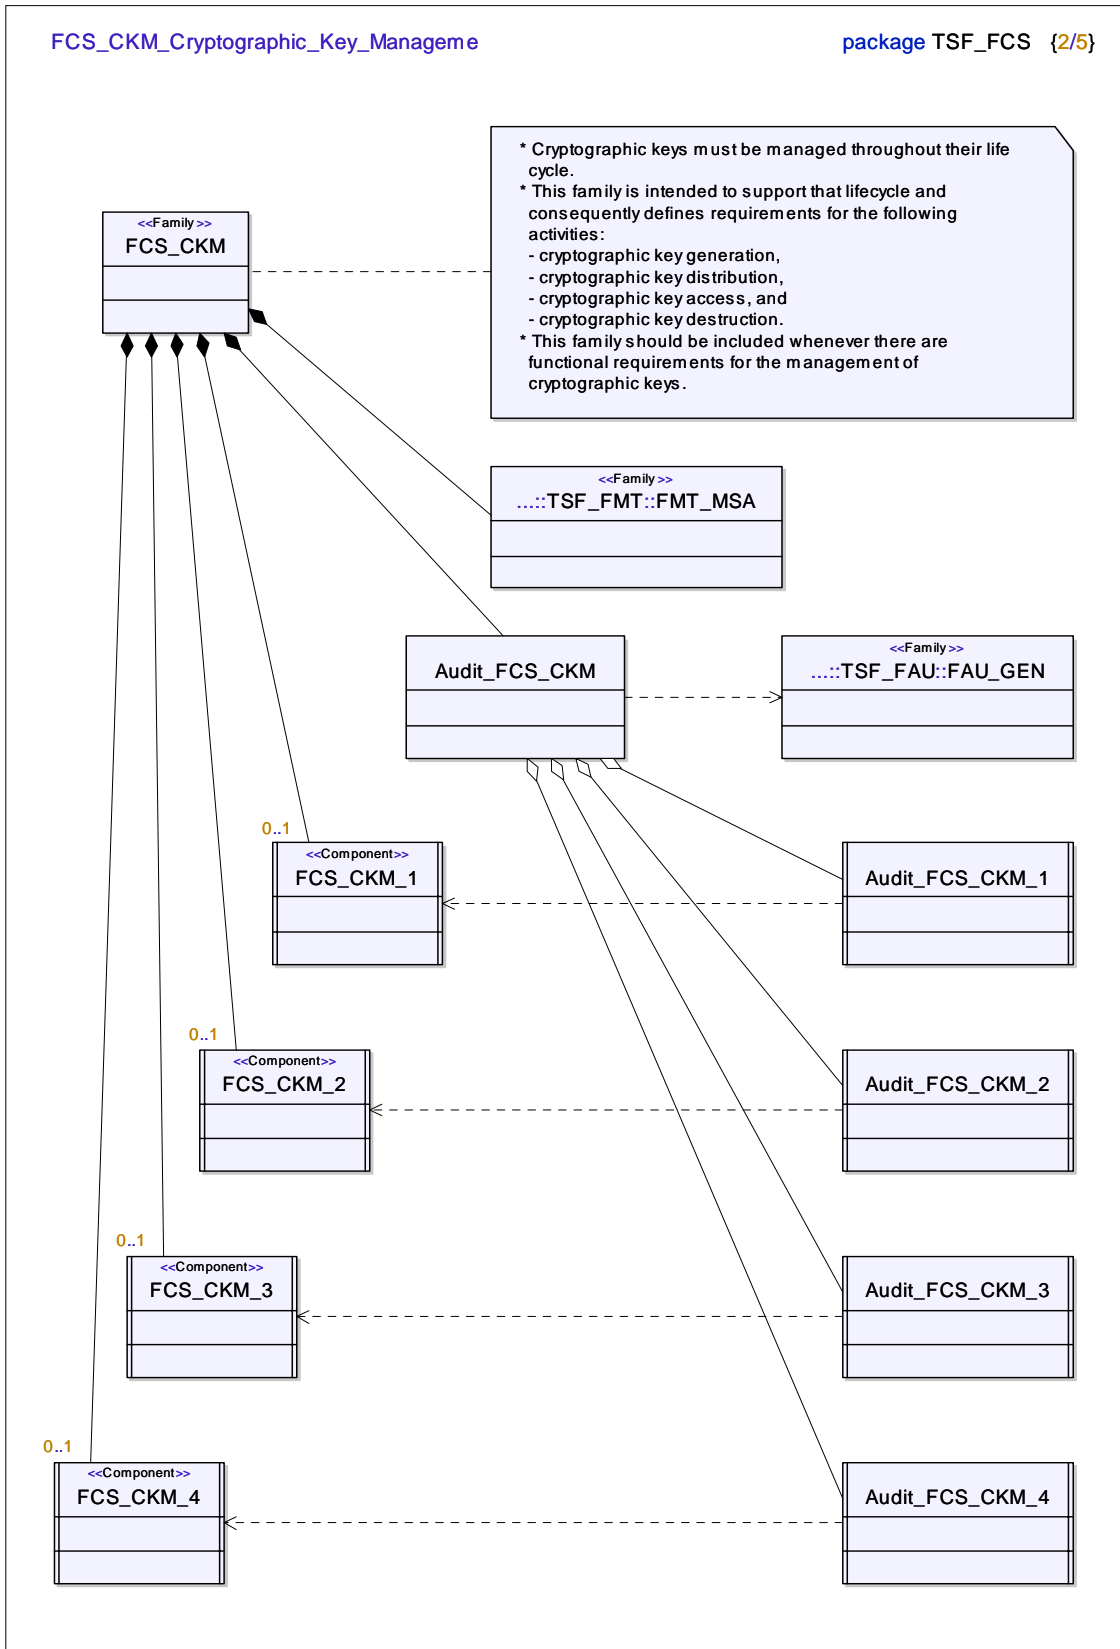 FCS_CKM_Cryptographic_Key_Manageme
package TSF_FCS {2/5}
* Cryptographic keys must be managed throughout their life
cycle.
* This family is intended to support that lifecycle and
consequently defines requirements for the following
activities:
- cryptographic key generation,
- cryptographic key distribution,
- cryptographic key access, and
- cryptographic key destruction.
* This family should be included whenever there are
functional requirements for the management of
cryptographic keys.
<<Family>>
FCS_CKM
<<Family>>
...::TSF_FMT::FMT_MSA
Audit_FCS_CKM
<<Family>>
...::TSF_FAU::FAU_GEN
0..1
<<Component>>
FCS_CKM_1
Audit_FCS_CKM_1
0..1
<<Component>>
FCS_CKM_2
Audit_FCS_CKM_2
0..1
<<Component>>
FCS_CKM_3
Audit_FCS_CKM_3
0..1
<<Component>>
FCS_CKM_4
Audit_FCS_CKM_4